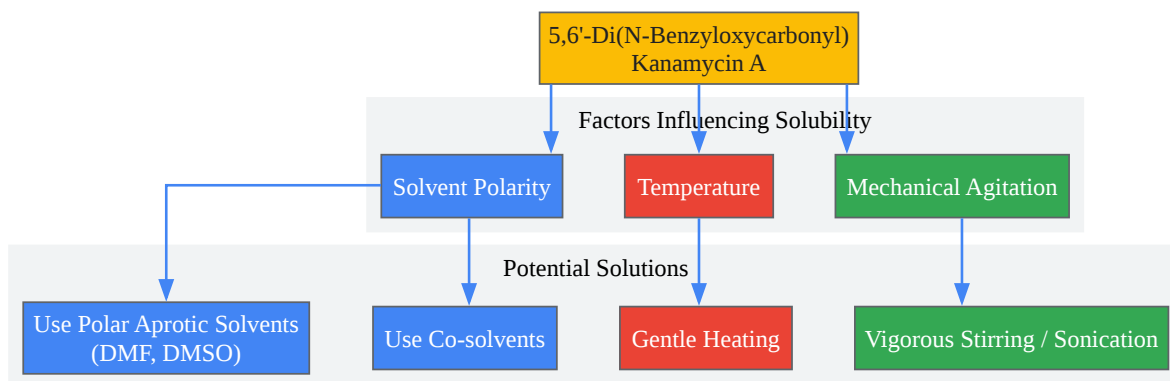 5,6'-Di(N-Benzyloxycarbonyl)
Kanamycin A
Factors Influencing Solubility
Solvent Polarity
Temperature
Mechanical Agitation
Potential Solutions
Use Polar Aprotic Solvents
(DMF, DMSO)
Use Co-solvents
Gentle Heating
Vigorous Stirring / Sonication